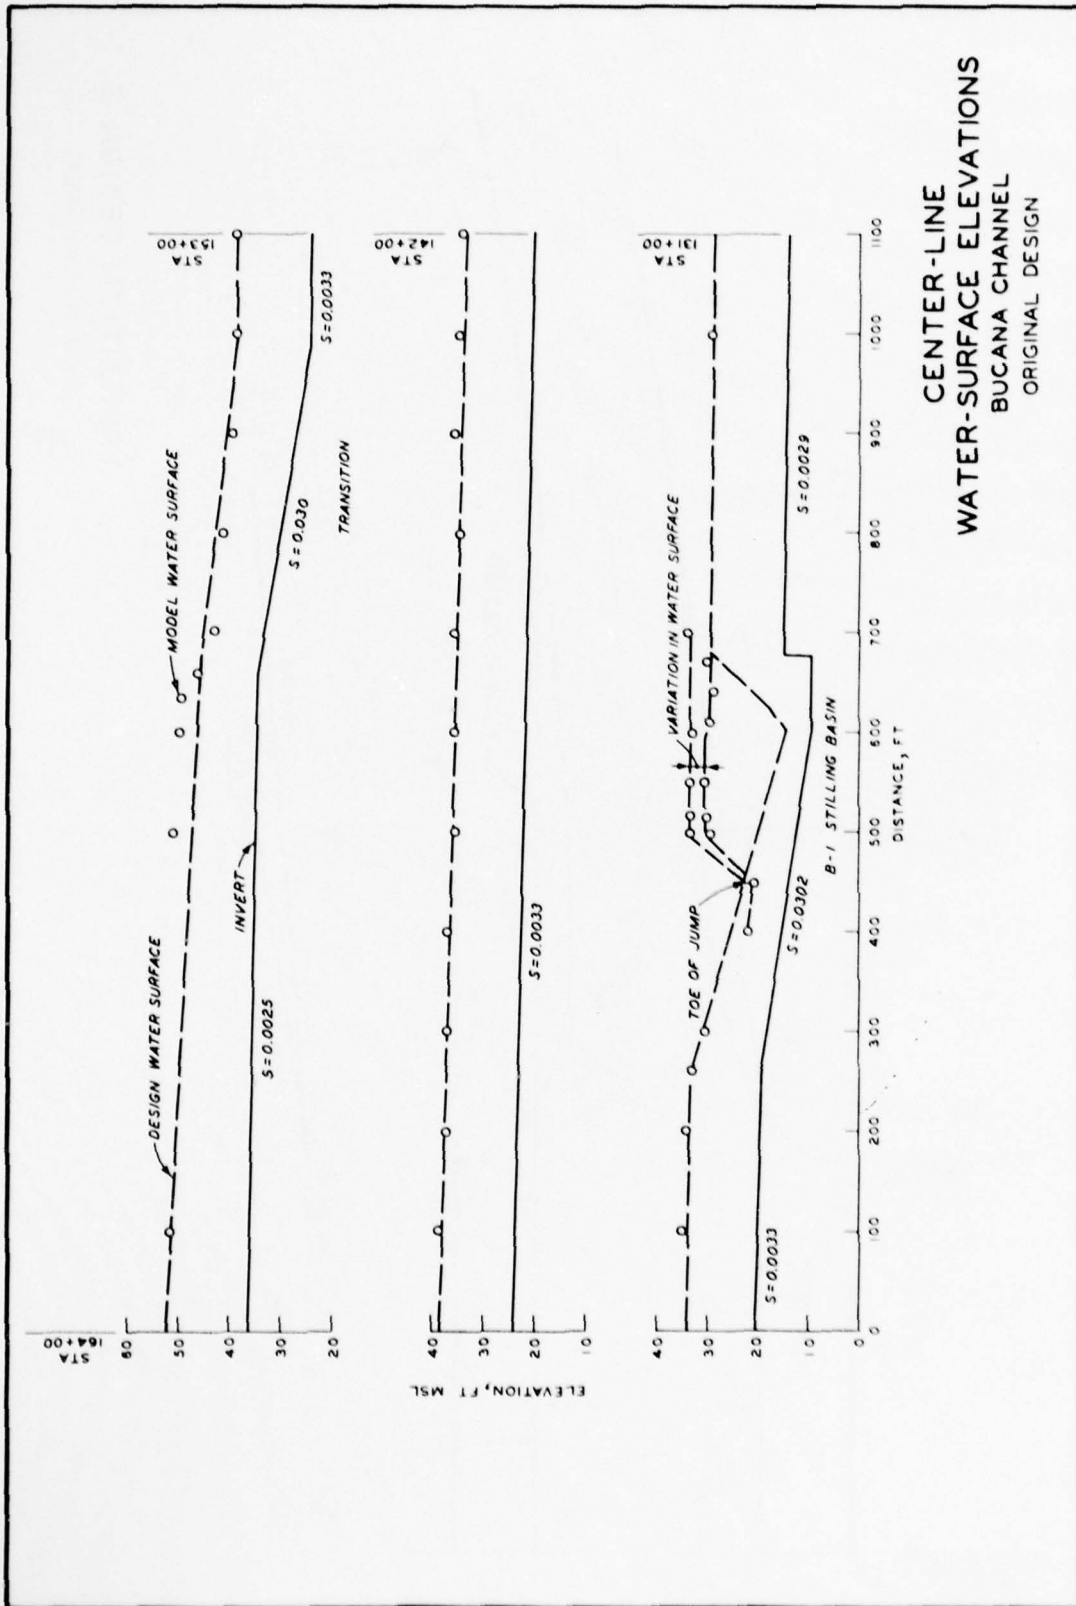 STA
164+00
60
50
40
30
20
DESIGN WATER SURFACE
MODEL WATER SURFACE
INVERT
S=0.0025
S=0.030
TRANSITION
S=0.0033
STA
153+00
ELEVATION, FT MSL
40
30
20
10
S=0.0033
STA
142+00
40
30
20
10
0
S=0.0033
TOE OF JUMP
VARIATION IN WATER SURFACE
S=0.0302
B-1 STILLING BASIN
S=0.0029
STA
131+00
0
100
200
300
400
500
600
700
800
900
1000
1100
DISTANCE, FT
CENTER-LINE
WATER-SURFACE ELEVATIONS
BUCANA CHANNEL
ORIGINAL DESIGN